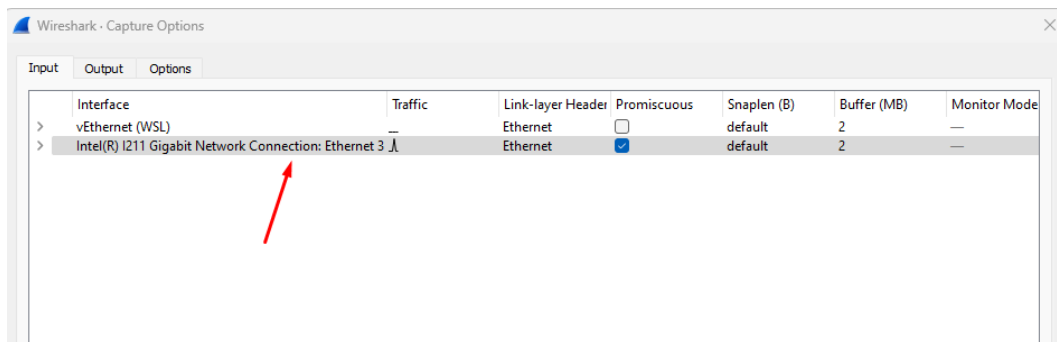 Wireshark · Capture Options
Input Output Options
Interface Traffic Link-layer Header Promiscuous Snaplen (B) Buffer (MB) Monitor Mode
vEthernet (WSL) Ethernet default 2 —
Intel(R) I211 Gigabit Network Connection: Ethernet 3 Ethernet default 2 —